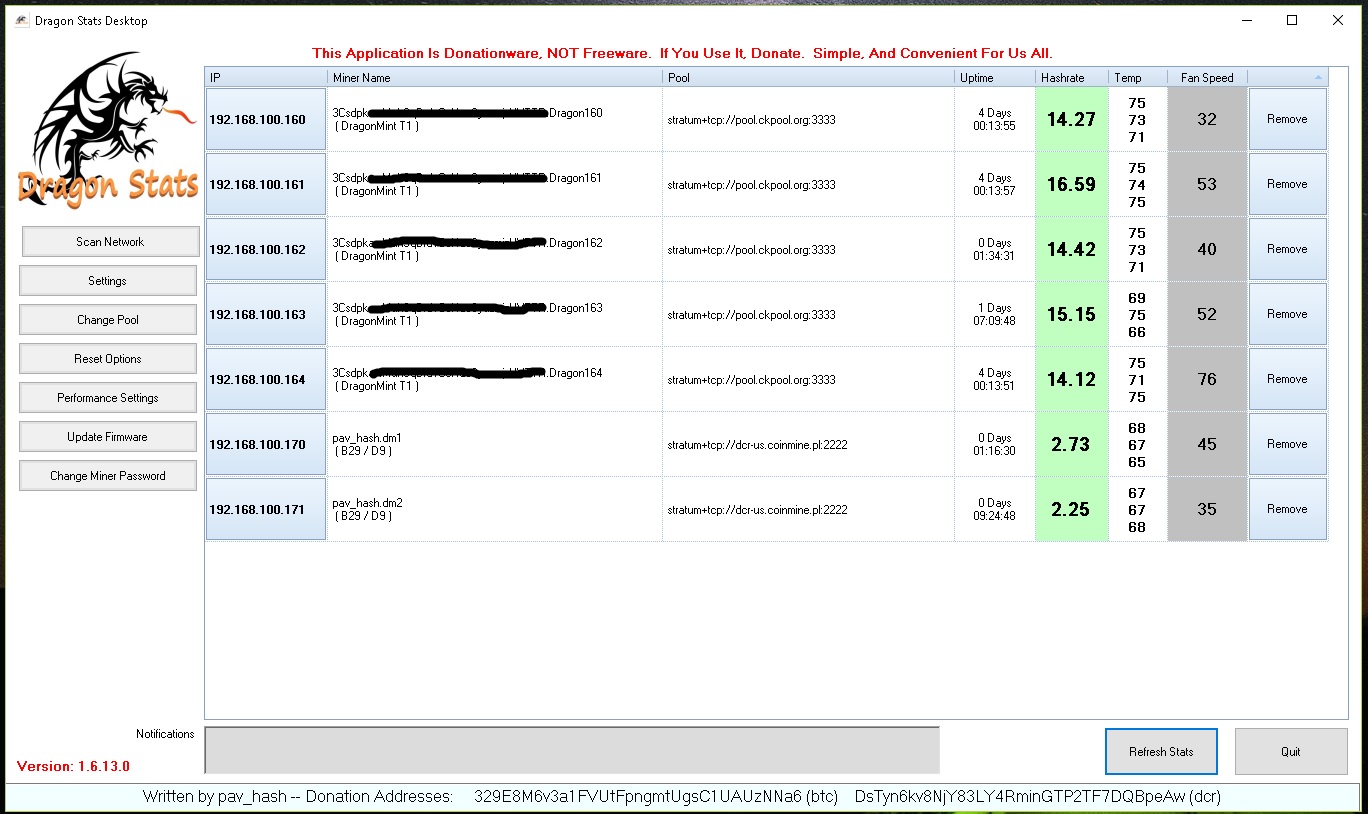 Dragon Stats Desktop
This Application Is Donationware, NOT Freeware. If You Use It, Donate. Simple, And Convenient For Us All.
Dragon Stats
Scan Network
Settings
Change Pool
Reset Options
Performance Settings
Update Firmware
Change Miner Password
IP Miner Name Pool Uptime Hashrate Temp Fan Speed
192.168.100.160
3Csdpk
.Dragon160
( DragonMint T1 )
stratum+tcp://pool.ckpool.org:3333
4 Days
00:13:55
14.27
75
73
71
32
Remove
192.168.100.161
3Csdpk
.Dragon161
( DragonMint T1 )
stratum+tcp://pool.ckpool.org:3333
4 Days
00:13:57
16.59
75
74
75
53
Remove
192.168.100.162
3Csdpk
.Dragon162
( DragonMint T1 )
stratum+tcp://pool.ckpool.org:3333
0 Days
01:34:31
14.42
75
73
71
40
Remove
192.168.100.163
3Csdpk
.Dragon163
( DragonMint T1 )
stratum+tcp://pool.ckpool.org:3333
1 Days
07:09:48
15.15
69
75
66
52
Remove
192.168.100.164
3Csdpk
.Dragon164
( DragonMint T1 )
stratum+tcp://pool.ckpool.org:3333
4 Days
00:13:51
14.12
75
71
75
76
Remove
192.168.100.170
pav_hash.dm1
( B29 / D9 )
stratum+tcp://dcr-us.coinmine.pl:2222
0 Days
01:16:30
2.73
68
67
65
45
Remove
192.168.100.171
pav_hash.dm2
( B29 / D9 )
stratum+tcp://dcr-us.coinmine.pl:2222
0 Days
09:24:48
2.25
67
67
68
35
Remove
Notifications
Version: 1.6.13.0
Refresh Stats
Quit
Written by pav_hash -- Donation Addresses: 329E8M6v3a1FVUtFpngmtUgsC1UAUzNNa6 (btc) DsTyn6kv8NjY83LY4RminGTP2TF7DQBpeAw (dcr)